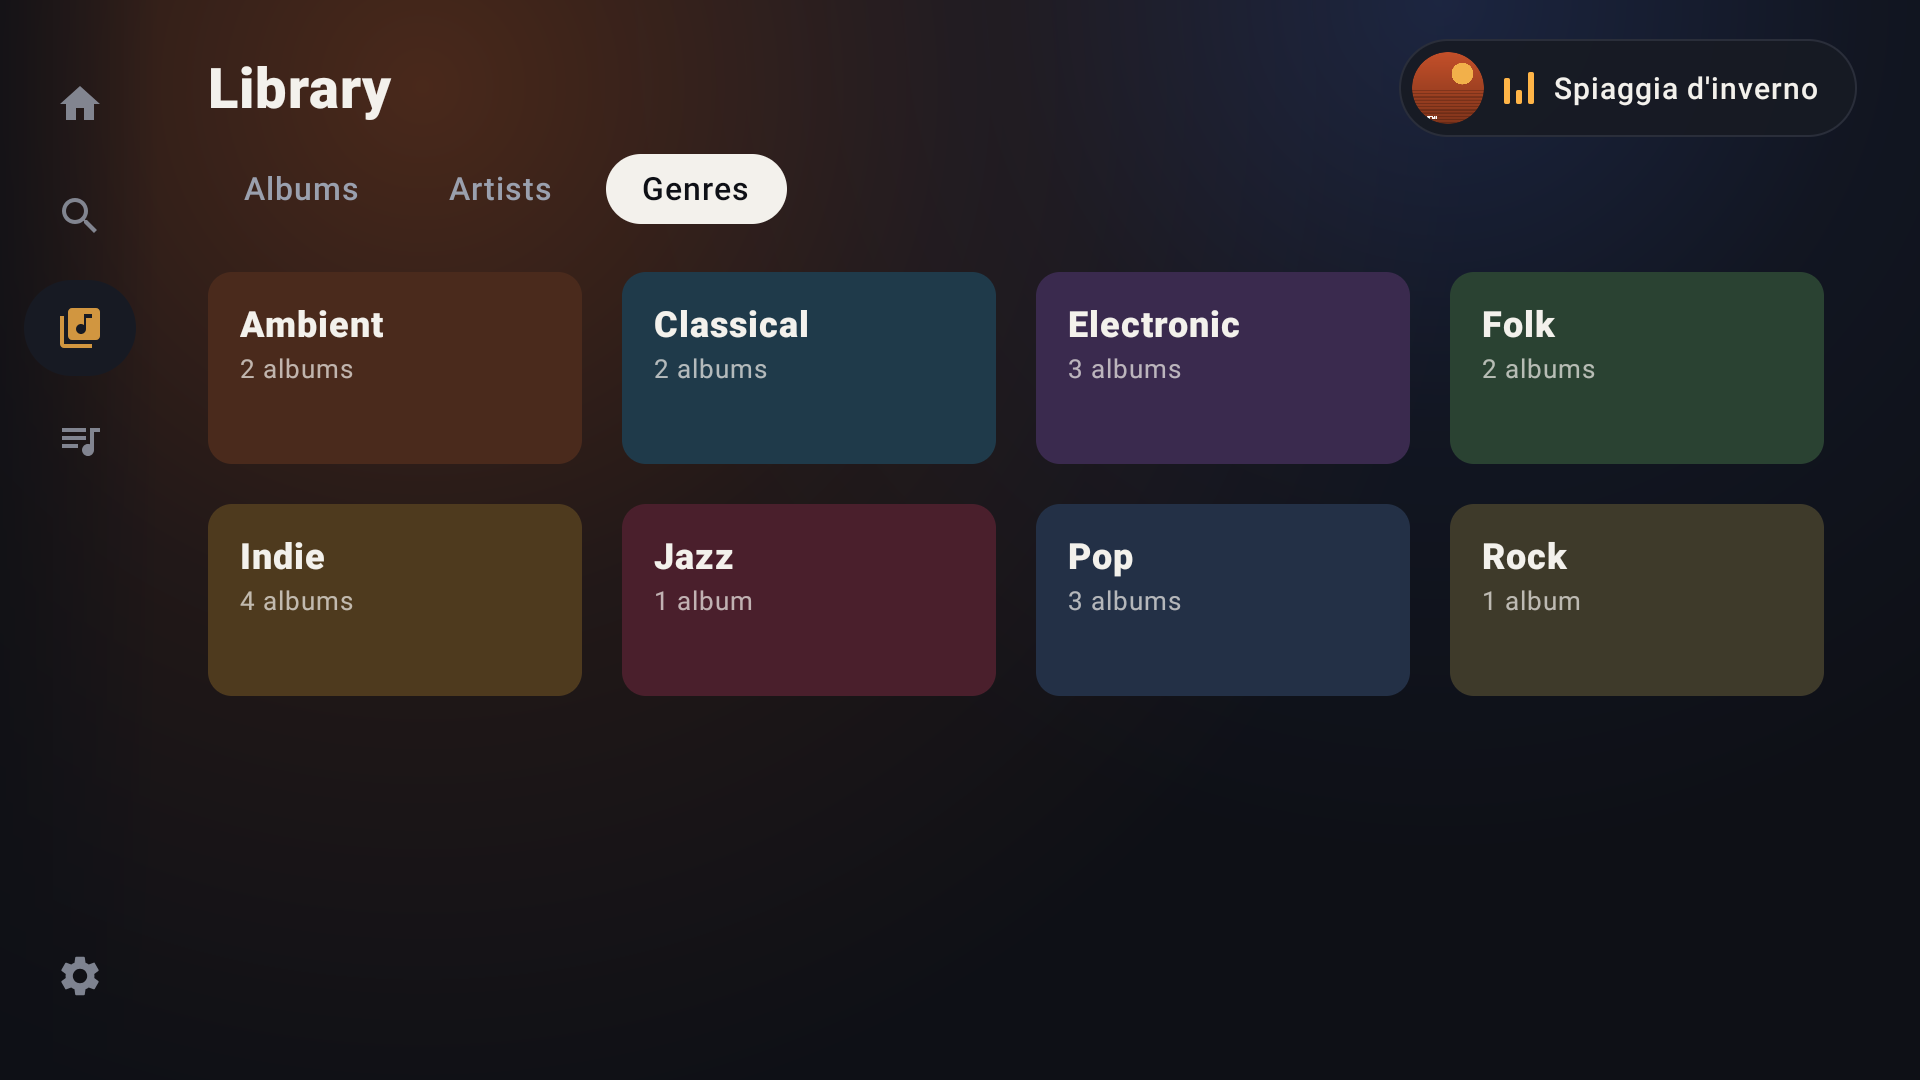 Library
Spiaggia d'inverno
Albums
Artists
Genres
Ambient
2 albums
Classical
2 albums
Electronic
3 albums
Folk
2 albums
Indie
4 albums
Jazz
1 album
Pop
3 albums
Rock
1 album